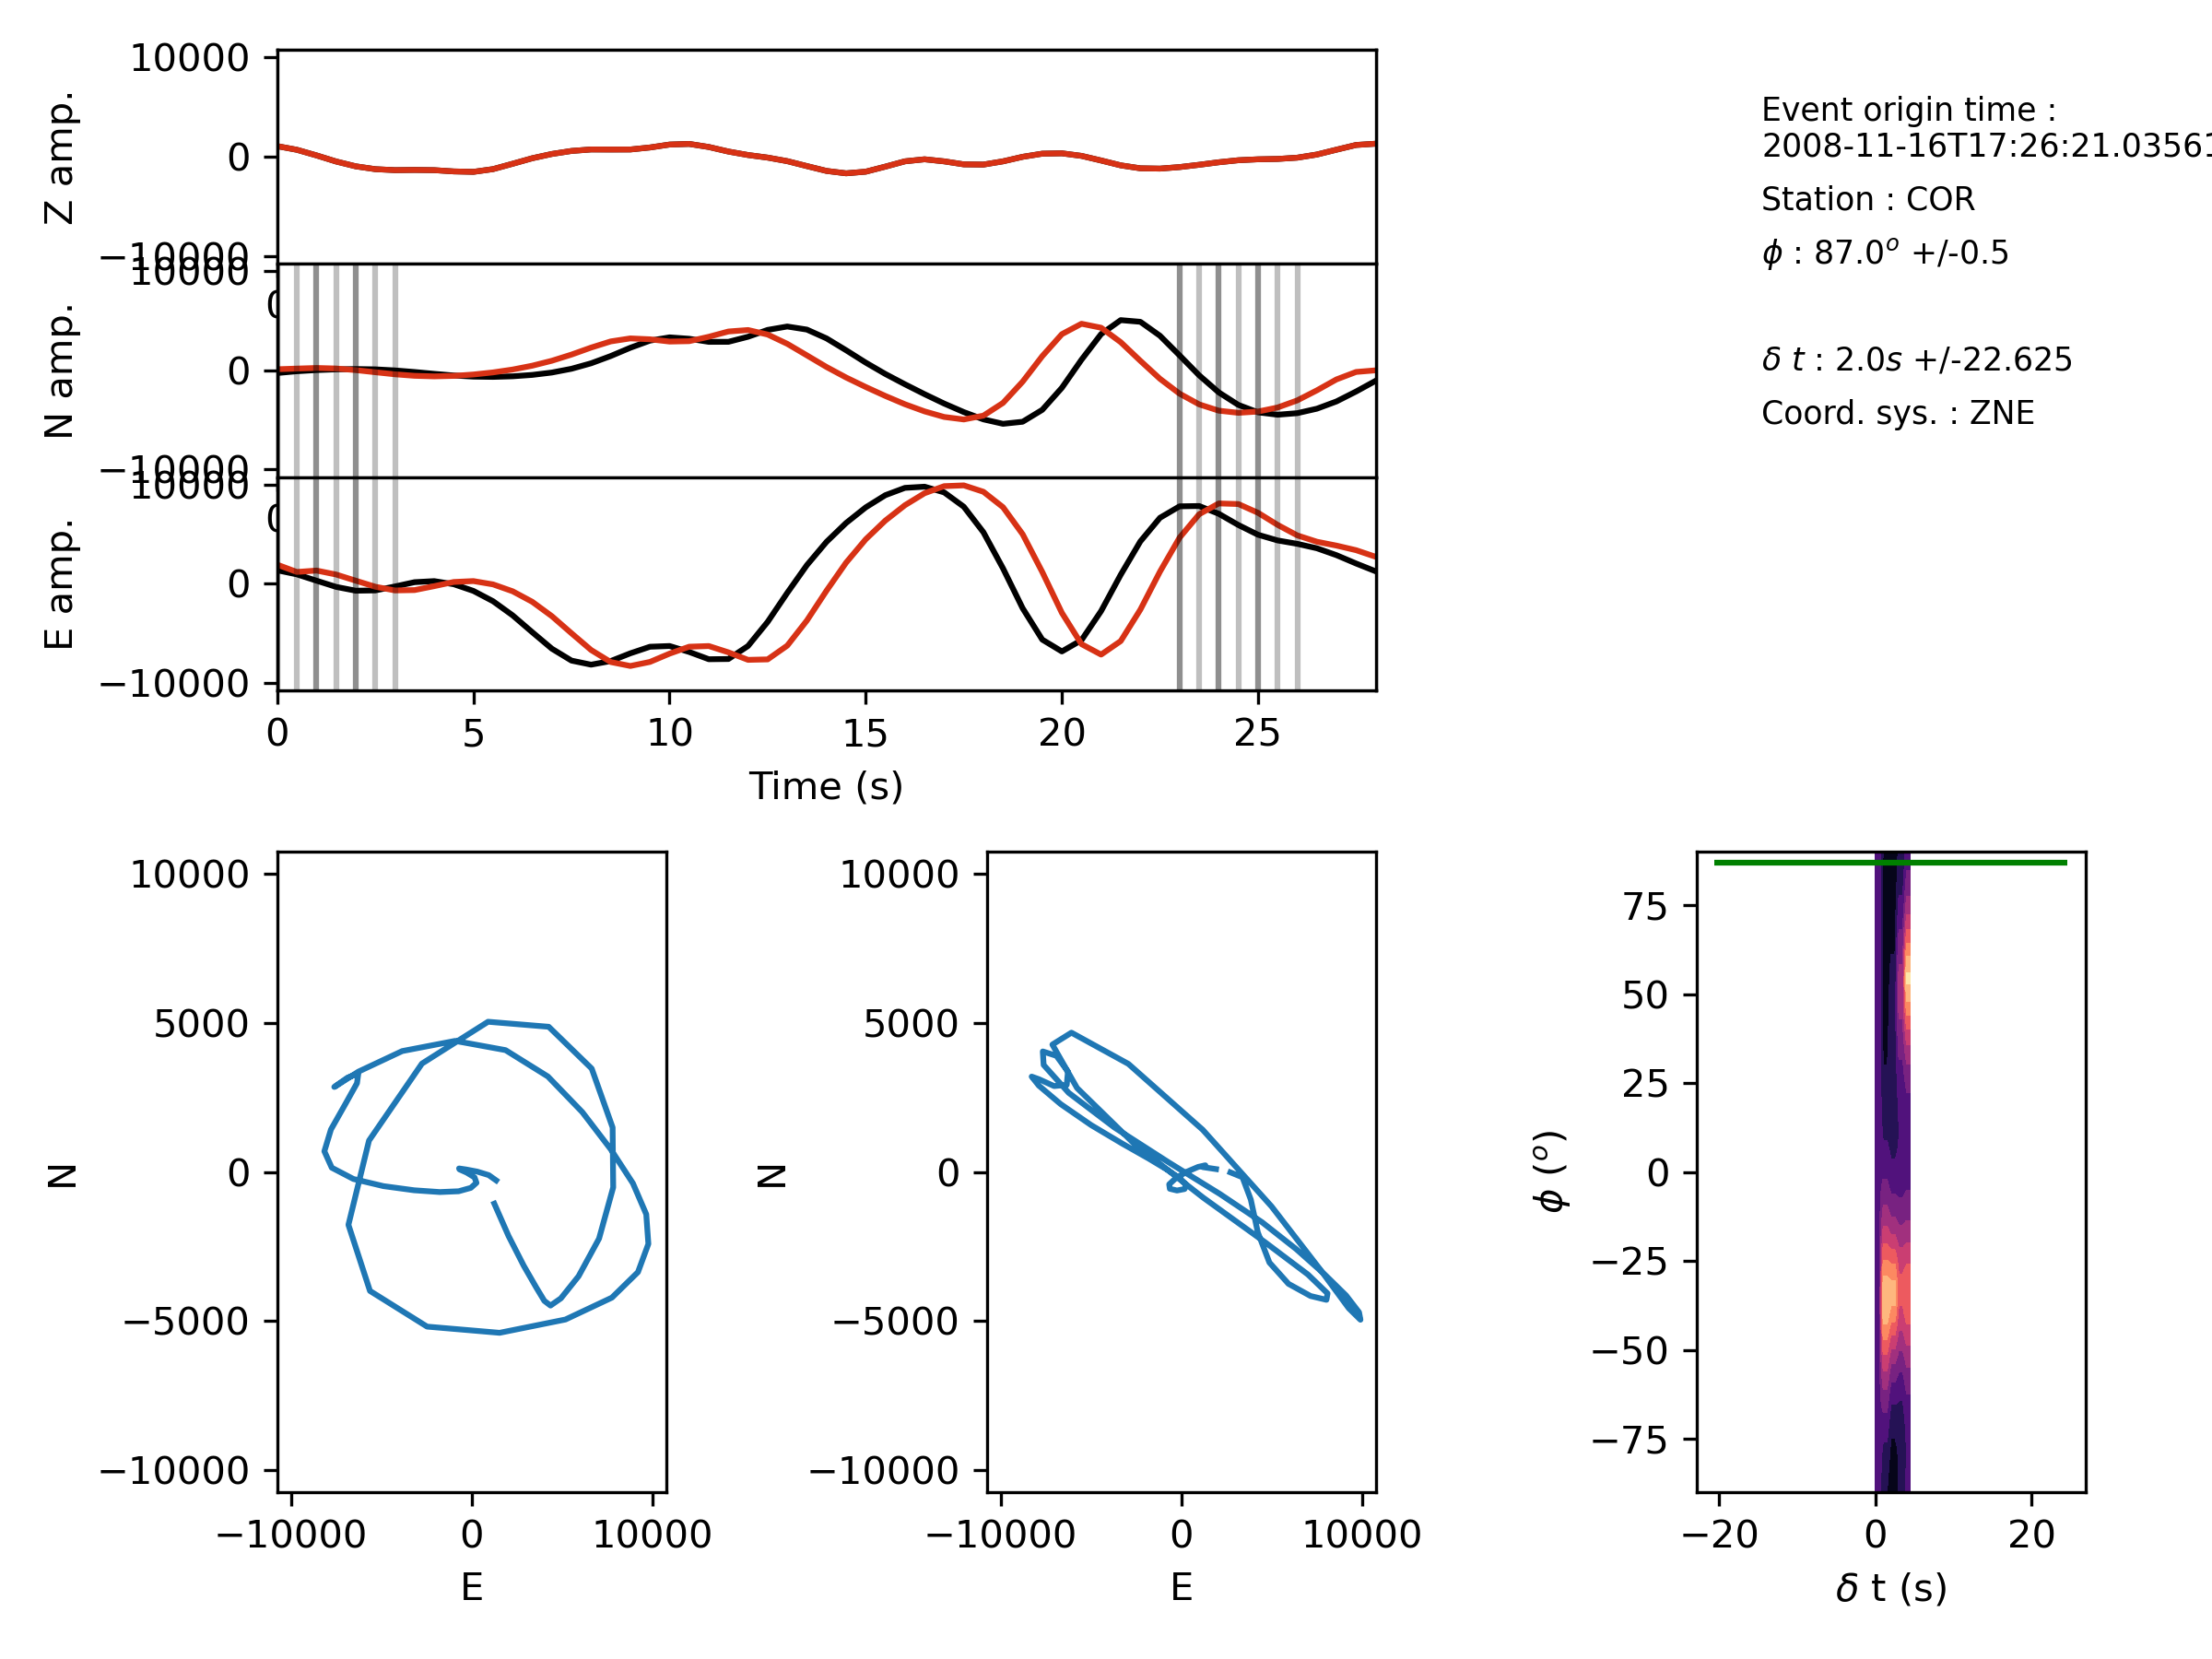 10000
0
−10000
Z amp.
10000
0
−10000
N amp.
10000
0
−10000
E amp.
0
0
0 5 10 15 20 25
Time (s)
Event origin time :
2008-11-16T17:26:21.03561
Station : COR
ϕ : 87.0° +/-0.5
δ t : 2.0s +/-22.625
Coord. sys. : ZNE
10000
5000
0
−5000
−10000
N
−10000 0 10000
E
10000
5000
0
−5000
−10000
N
−10000 0 10000
E
75
50
25
0
−25
−50
−75
ϕ (°)
−20 0 20
δ t (s)